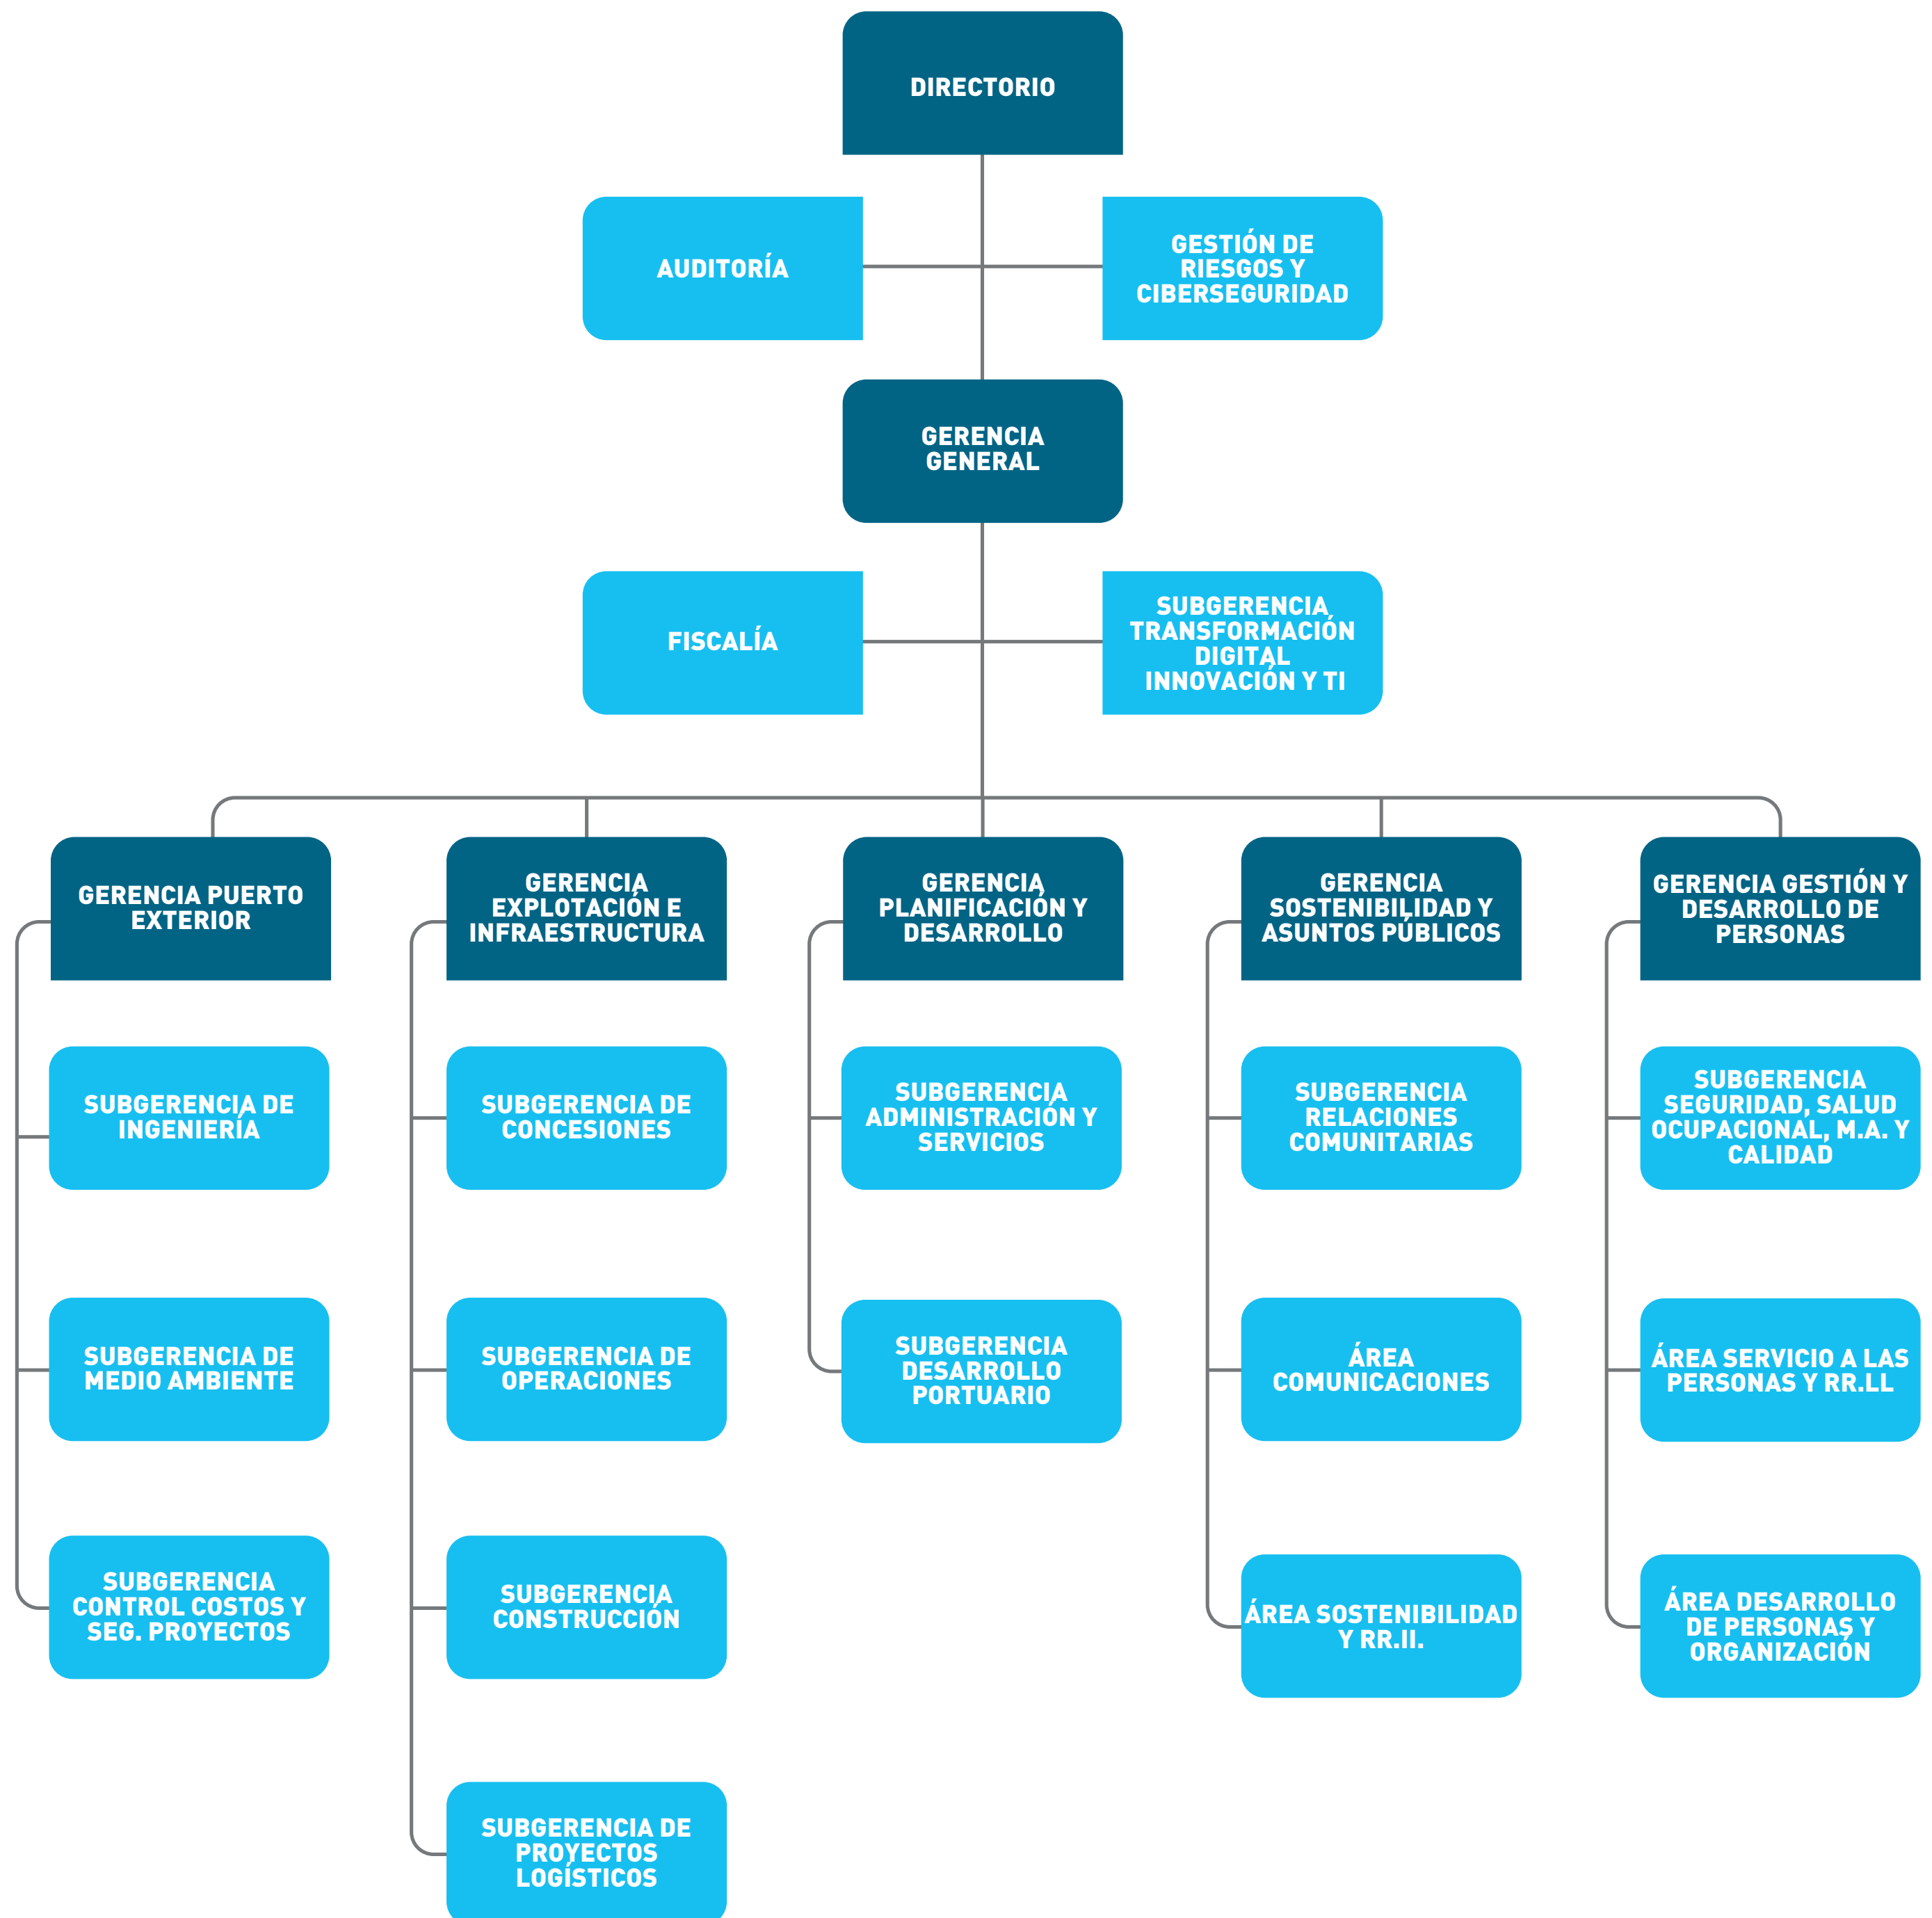 DIRECTORIO
AUDITORÍA
GESTIÓN DE
RIESGOS Y
CIBERSEGURIDAD
GERENCIA
GENERAL
FISCALÍA
SUBGERENCIA
TRANSFORMACIÓN
DIGITAL
INNOVACIÓN Y TI
GERENCIA PUERTO
EXTERIOR
GERENCIA
EXPLOTACIÓN E
INFRAESTRUCTURA
GERENCIA
PLANIFICACIÓN Y
DESARROLLO
GERENCIA
SOSTENIBILIDAD Y
ASUNTOS PÚBLICOS
GERENCIA GESTIÓN Y
DESARROLLO DE
PERSONAS
SUBGERENCIA DE
INGENIERÍA
SUBGERENCIA DE
CONCESIONES
SUBGERENCIA
ADMINISTRACIÓN Y
SERVICIOS
SUBGERENCIA
RELACIONES
COMUNITARIAS
SUBGERENCIA
SEGURIDAD, SALUD
OCUPACIONAL, M.A. Y
CALIDAD
SUBGERENCIA DE
MEDIO AMBIENTE
SUBGERENCIA DE
OPERACIONES
SUBGERENCIA
DESARROLLO
PORTUARIO
ÁREA
COMUNICACIONES
ÁREA SERVICIO A LAS
PERSONAS Y RR.LL
SUBGERENCIA
CONTROL COSTOS Y
SEG. PROYECTOS
SUBGERENCIA
CONSTRUCCIÓN
ÁREA SOSTENIBILIDAD
Y RR.II.
ÁREA DESARROLLO
DE PERSONAS Y
ORGANIZACIÓN
SUBGERENCIA DE
PROYECTOS
LOGÍSTICOS